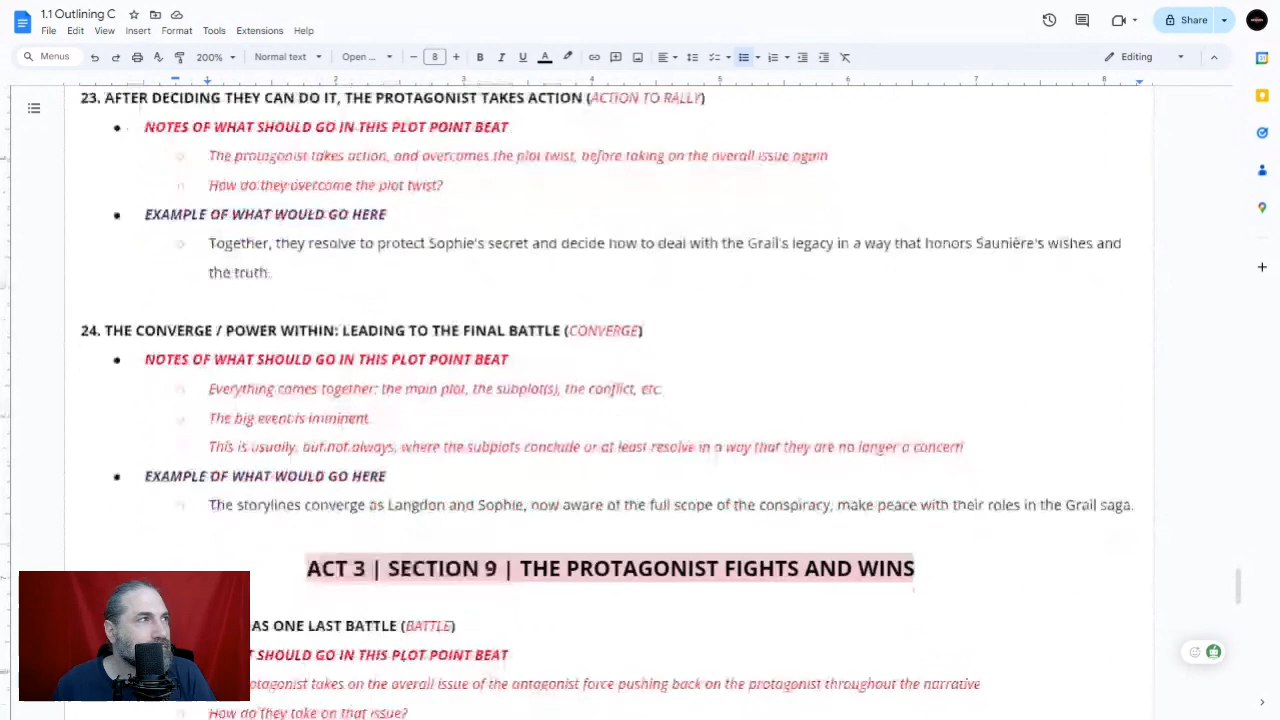 1.1 Outlining C
File Edit View Insert Format Tools Extensions Help
Share
Menus 200% Normal text Open ... 8 B I U A Editing
2 3 4 5 6 7 8
23. AFTER DECIDING THEY CAN DO IT, THE PROTAGONIST TAKES ACTION (ACTION TO RALLY)
NOTES OF WHAT SHOULD GO IN THIS PLOT POINT BEAT
The protagonist takes action, and overcomes the plot twist, before taking on the overall issue again
How do they overcome the plot twist?
EXAMPLE OF WHAT WOULD GO HERE
Together, they resolve to protect Sophie's secret and decide how to deal with the Grail's legacy in a way that honors Saunière's wishes and
the truth.
24. THE CONVERGE / POWER WITHIN: LEADING TO THE FINAL BATTLE (CONVERGE)
NOTES OF WHAT SHOULD GO IN THIS PLOT POINT BEAT
Everything comes together: the main plot, the subplot(s), the conflict, etc.
The big event is imminent.
This is usually, but not always, where the subplots conclude or at least resolve in a way that they are no longer a concern
EXAMPLE OF WHAT WOULD GO HERE
The storylines converge as Langdon and Sophie, now aware of the full scope of the conspiracy, make peace with their roles in the Grail saga.
ACT 3 | SECTION 9 | THE PROTAGONIST FIGHTS AND WINS
AS ONE LAST BATTLE (BATTLE)
SHOULD GO IN THIS PLOT POINT BEAT
takes on the overall issue of the antagonist force pushing back on the protagonist throughout the narrative
How do they take on that issue?